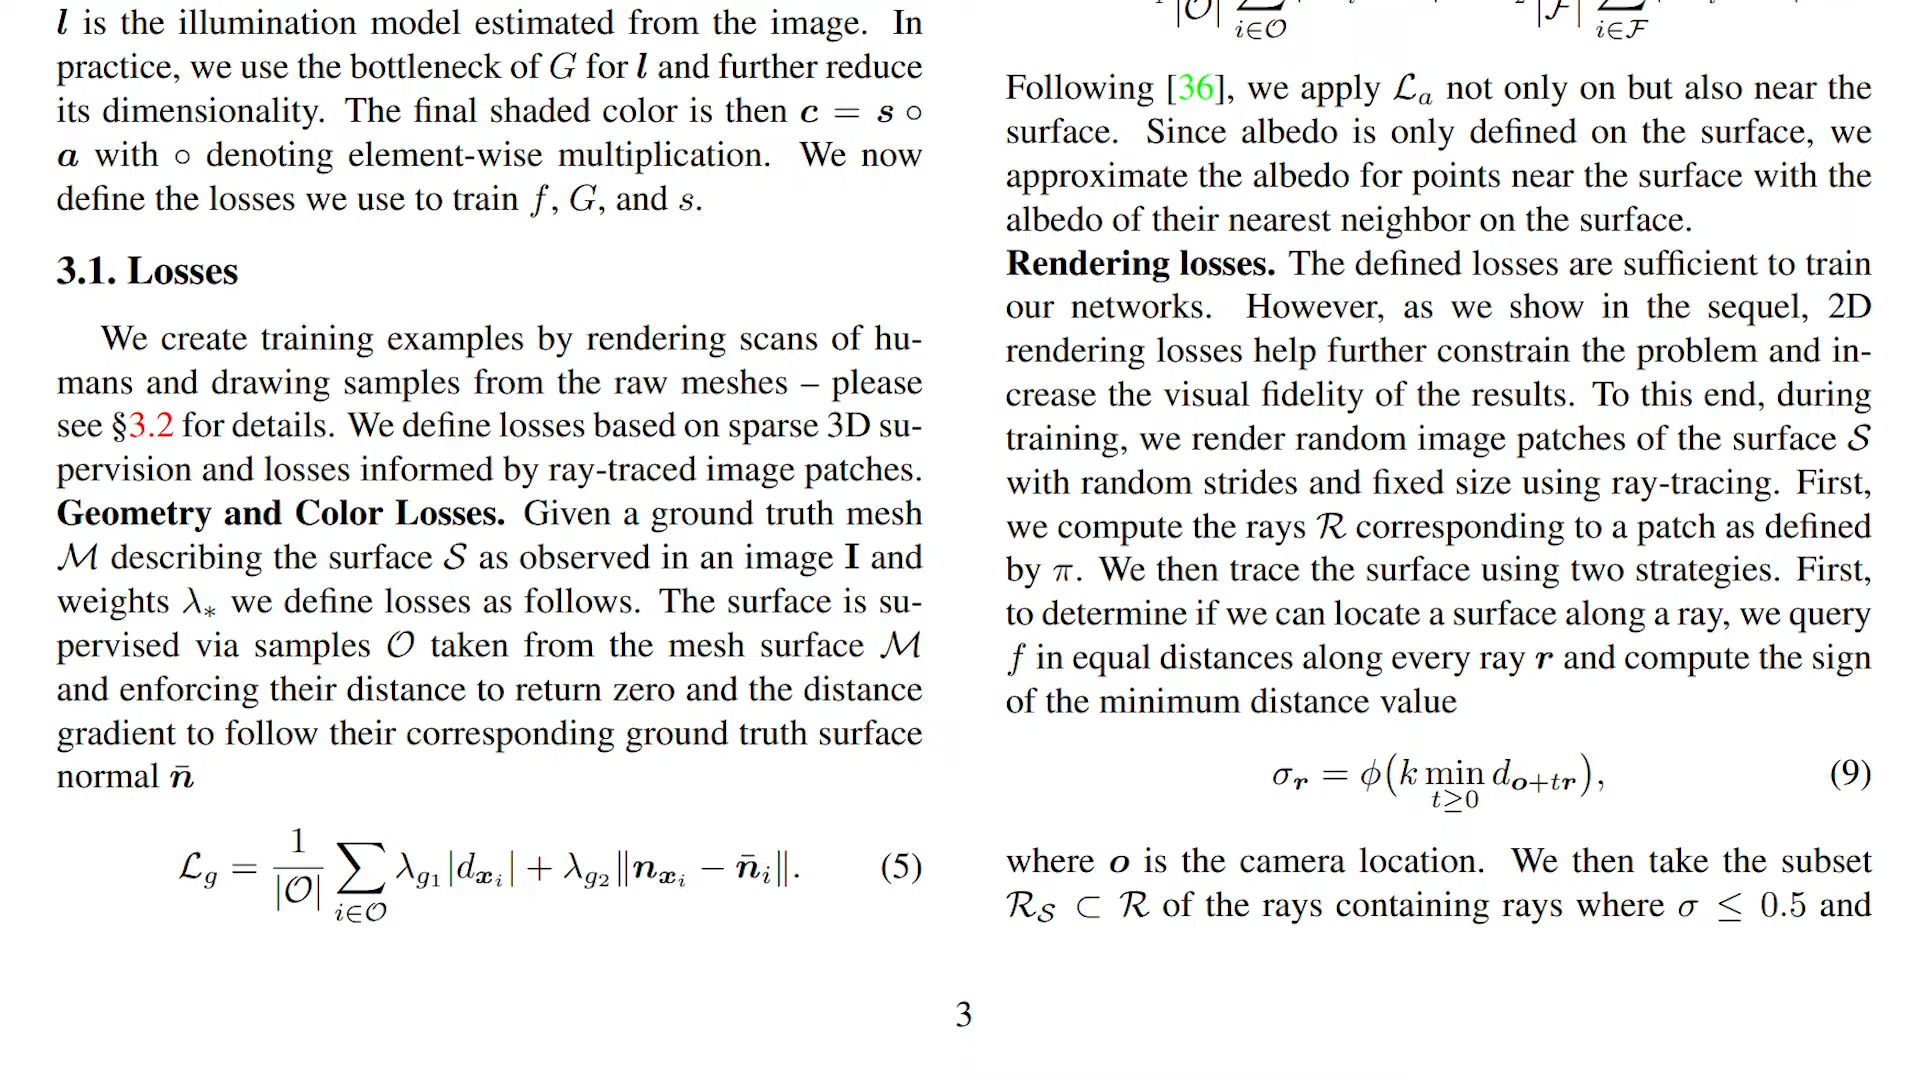 l is the illumination model estimated from the image. In
practice, we use the bottleneck of G for l and further reduce
its dimensionality. The final shaded color is then c = s ∘
a with ∘ denoting element-wise multiplication. We now
define the losses we use to train f, G, and s.
3.1. Losses
We create training examples by rendering scans of hu-
mans and drawing samples from the raw meshes – please
see §3.2 for details. We define losses based on sparse 3D su-
pervision and losses informed by ray-traced image patches.
Geometry and Color Losses. Given a ground truth mesh
ℳ describing the surface 𝒮 as observed in an image I and
weights λ∗ we define losses as follows. The surface is su-
pervised via samples 𝒪 taken from the mesh surface ℳ
and enforcing their distance to return zero and the distance
gradient to follow their corresponding ground truth surface
normal n̄
ℒ_g = 1/|𝒪| ∑_{i∈𝒪} λ_{g1}|d_{x_i}| + λ_{g2}‖n_{x_i} − n̄_i‖. (5)
|𝒪| i∈𝒪 |ℱ| i∈ℱ
Following [36], we apply ℒ_a not only on but also near the
surface. Since albedo is only defined on the surface, we
approximate the albedo for points near the surface with the
albedo of their nearest neighbor on the surface.
Rendering losses. The defined losses are sufficient to train
our networks. However, as we show in the sequel, 2D
rendering losses help further constrain the problem and in-
crease the visual fidelity of the results. To this end, during
training, we render random image patches of the surface 𝒮
with random strides and fixed size using ray-tracing. First,
we compute the rays ℛ corresponding to a patch as defined
by π. We then trace the surface using two strategies. First,
to determine if we can locate a surface along a ray, we query
f in equal distances along every ray r and compute the sign
of the minimum distance value
σ_r = ϕ(k min_{t≥0} d_{o+tr}), (9)
where o is the camera location. We then take the subset
ℛ_𝒮 ⊂ ℛ of the rays containing rays where σ ≤ 0.5 and
3